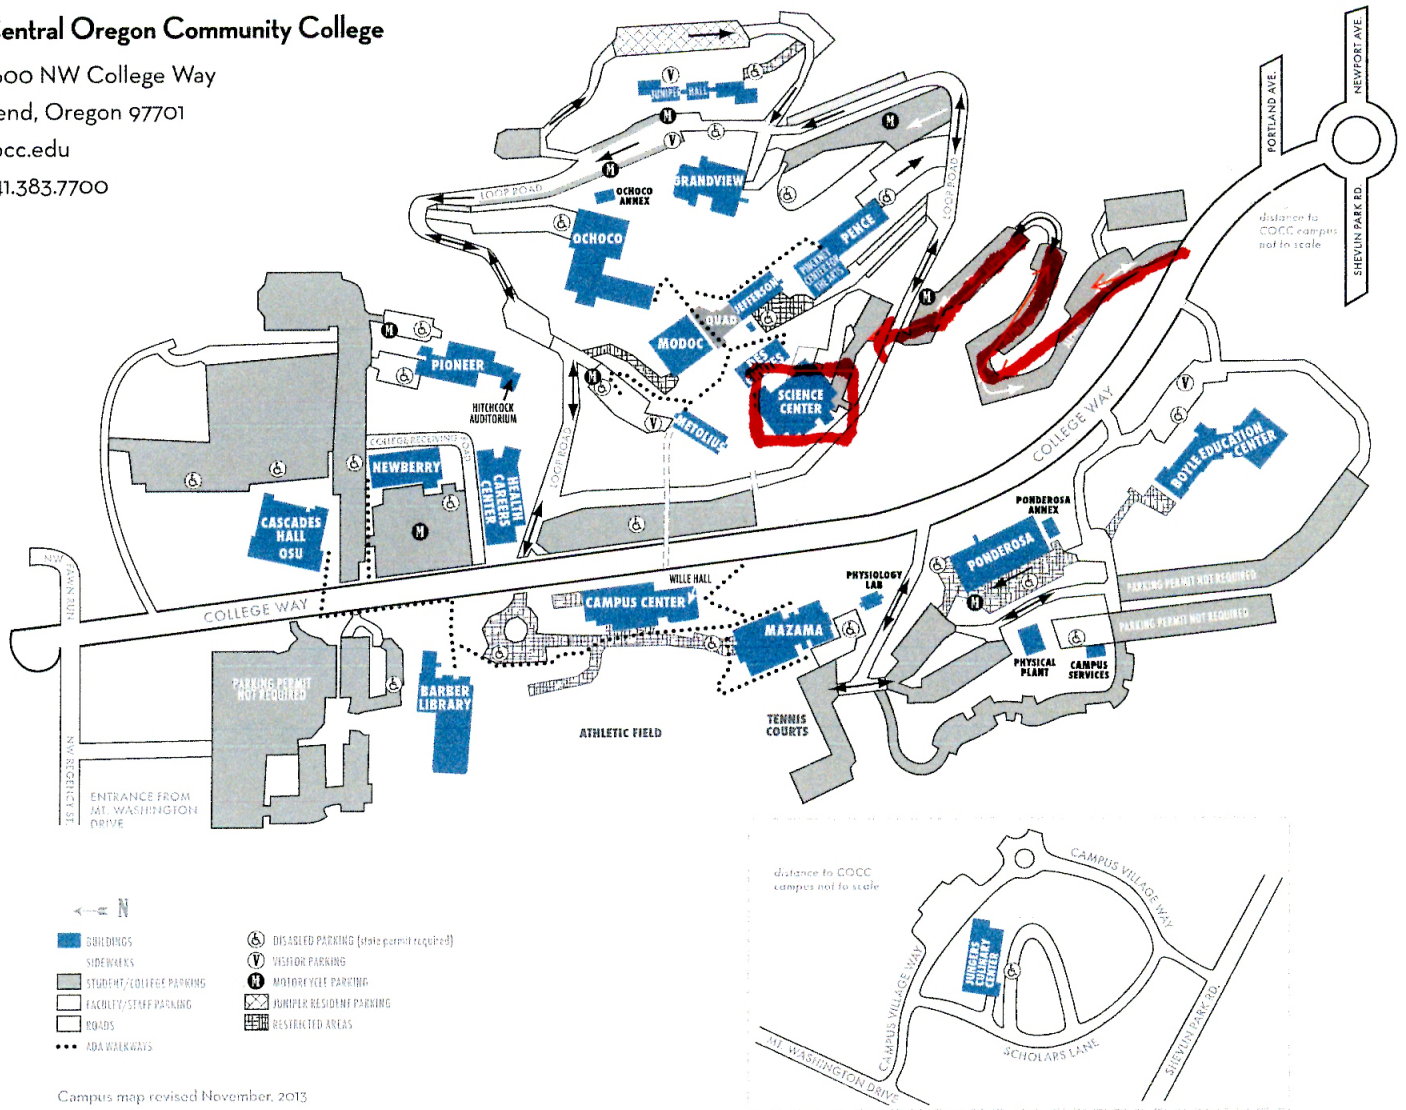 entral Oregon Community College
600 NW College Way
end, Oregon 97701
occ.edu
41.383.7700
JUNIPER HALL
GRANDVIEW
LOOP ROAD
OCHOCO
ANNEX
OCHOCO
PENCE
PINCKNEY
CENTER FOR
THE ARTS
JEFFERSON
QUAD
MODOC
LOOP ROAD
SCIENCE
CENTER
METOLIUS
PIONEER
HITCHCOCK
AUDITORIUM
COLLEGE RECEIVING ROAD
NEWBERRY
HEALTH
CAREERS
CENTER
LOOP ROAD
CASCADES
HALL
OSU
PORTLAND AVE.
NEWPORT AVE.
SHEVLIN PARK RD.
distance to
COCC campus
not to scale
COLLEGE WAY
BOYLE EDUCATION
CENTER
PONDEROSA
ANNEX
PONDEROSA
PHYSIOLOGY
LAB
WILLE HALL
CAMPUS CENTER
MAZAMA
PARKING PERMIT NOT REQUIRED
PARKING PERMIT NOT REQUIRED
PHYSICAL
PLANT
CAMPUS
SERVICES
COLLEGE WAY
NW
PARKING PERMIT
NOT REQUIRED
BARBER
LIBRARY
ATHLETIC FIELD
TENNIS
COURTS
NW REGENCY ST.
ENTRANCE FROM
MT. WASHINGTON
DRIVE
N
BUILDINGS
SIDEWALKS
STUDENT/COLLEGE PARKING
FACULTY/STAFF PARKING
ROADS
ADA WALKWAYS
DISABLED PARKING (state permit required)
VISITOR PARKING
MOTORCYCLE PARKING
JUNIPER RESIDENT PARKING
RESTRICTED AREAS
Campus map revised November, 2013
distance to COCC
campus not to scale
CAMPUS VILLAGE WAY
JUNGERS
CULINARY
CENTER
CAMPUS VILLAGE WAY
SCHOLARS LANE
MT. WASHINGTON DRIVE
SHEVLIN PARK RD.